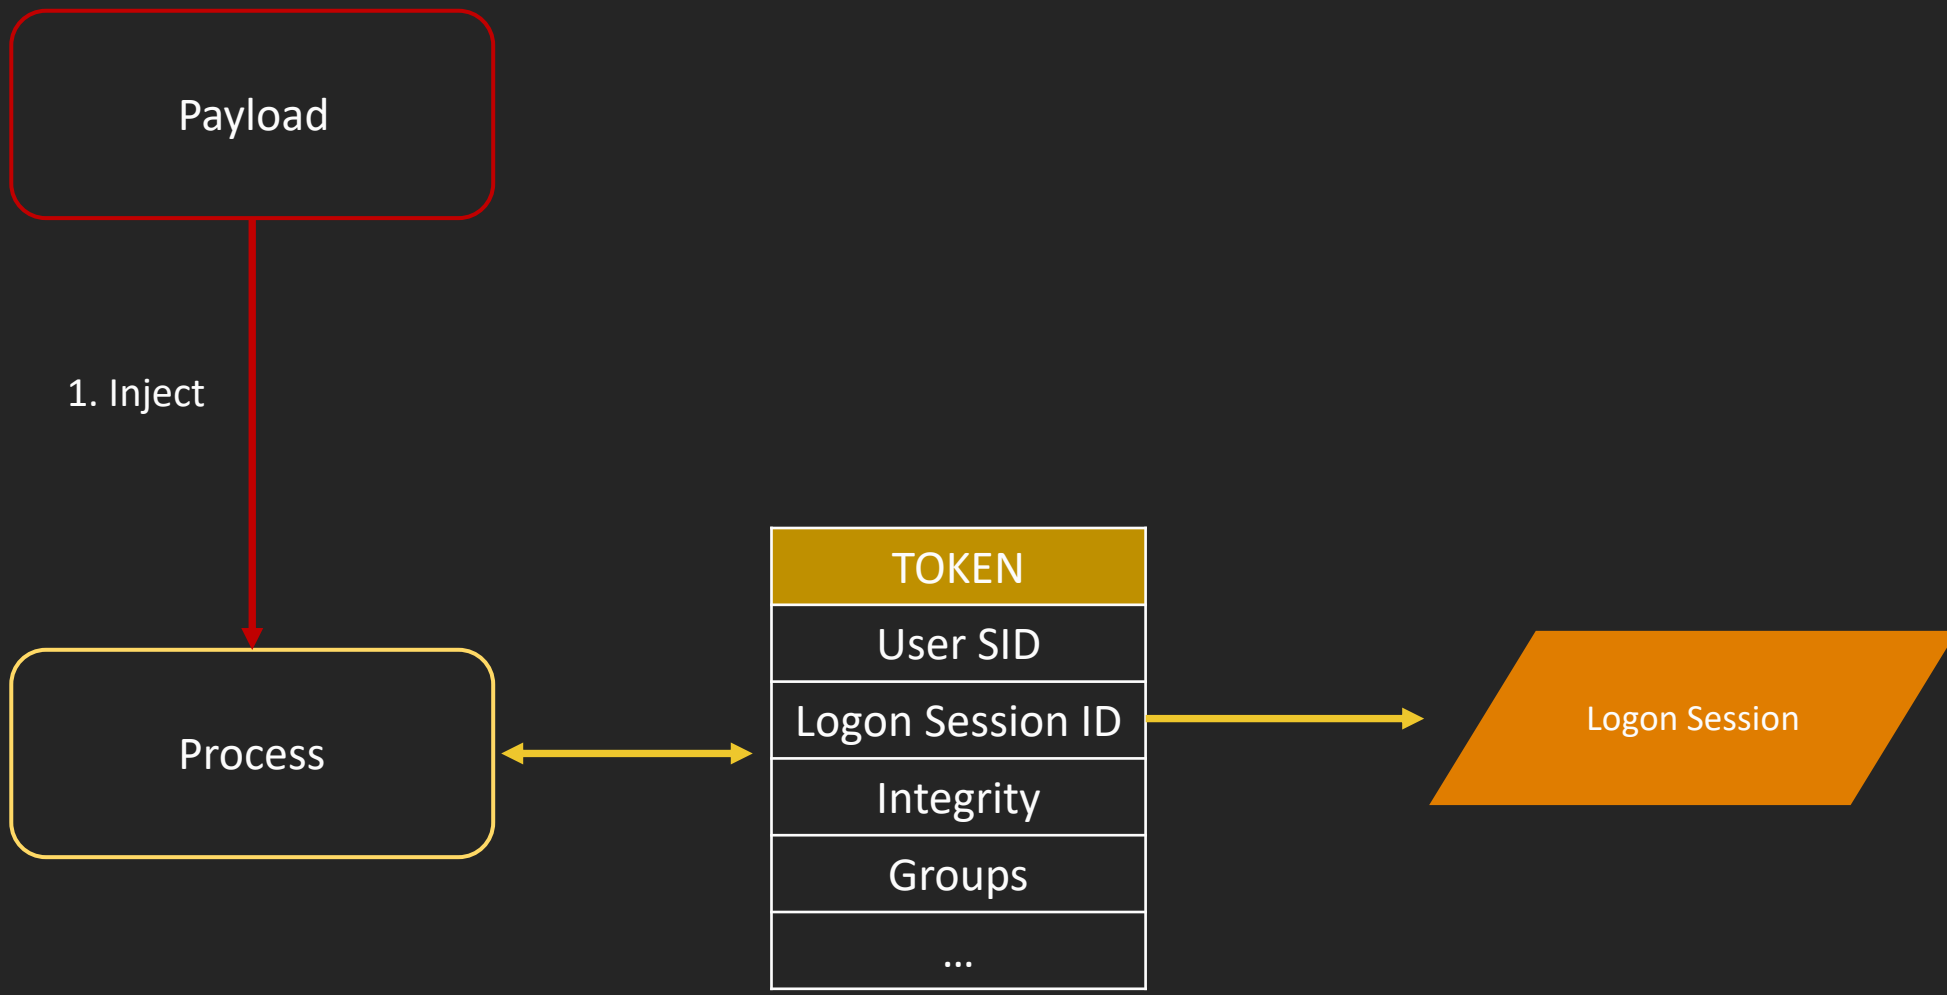 Payload
1. Inject
Process
TOKEN
User SID
Logon Session ID
Integrity
Groups
...
Logon Session